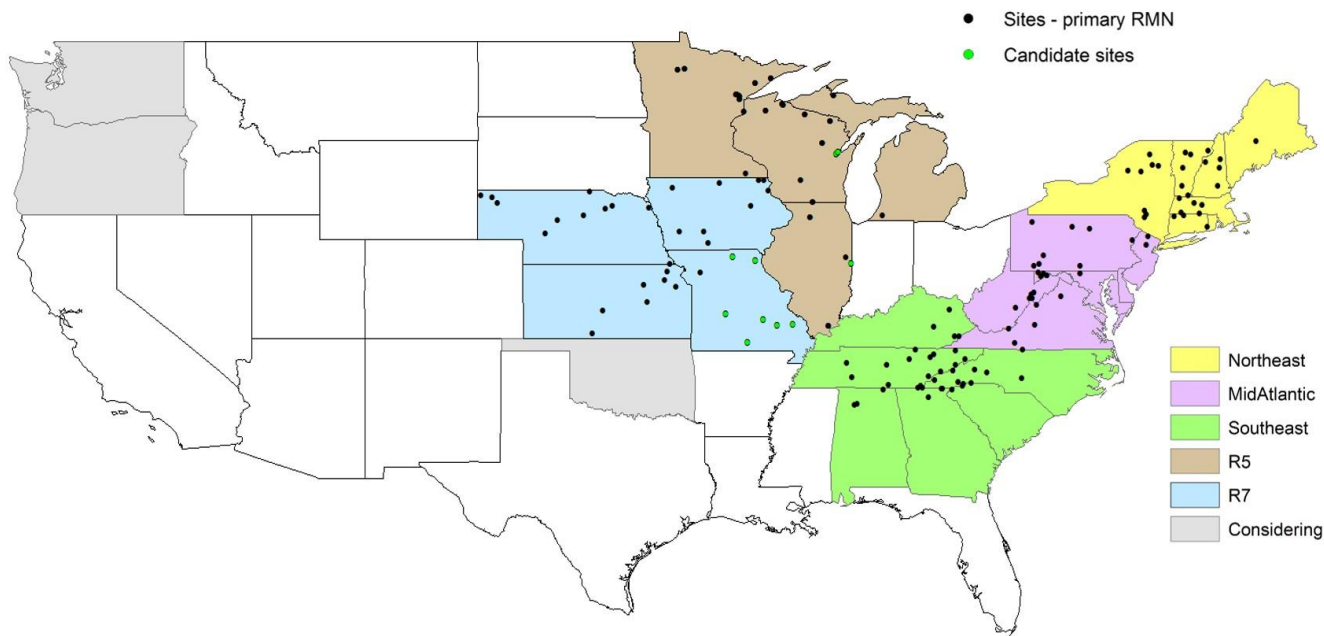 Sites - primary RMN
Candidate sites
Northeast
MidAtlantic
Southeast
R5
R7
Considering